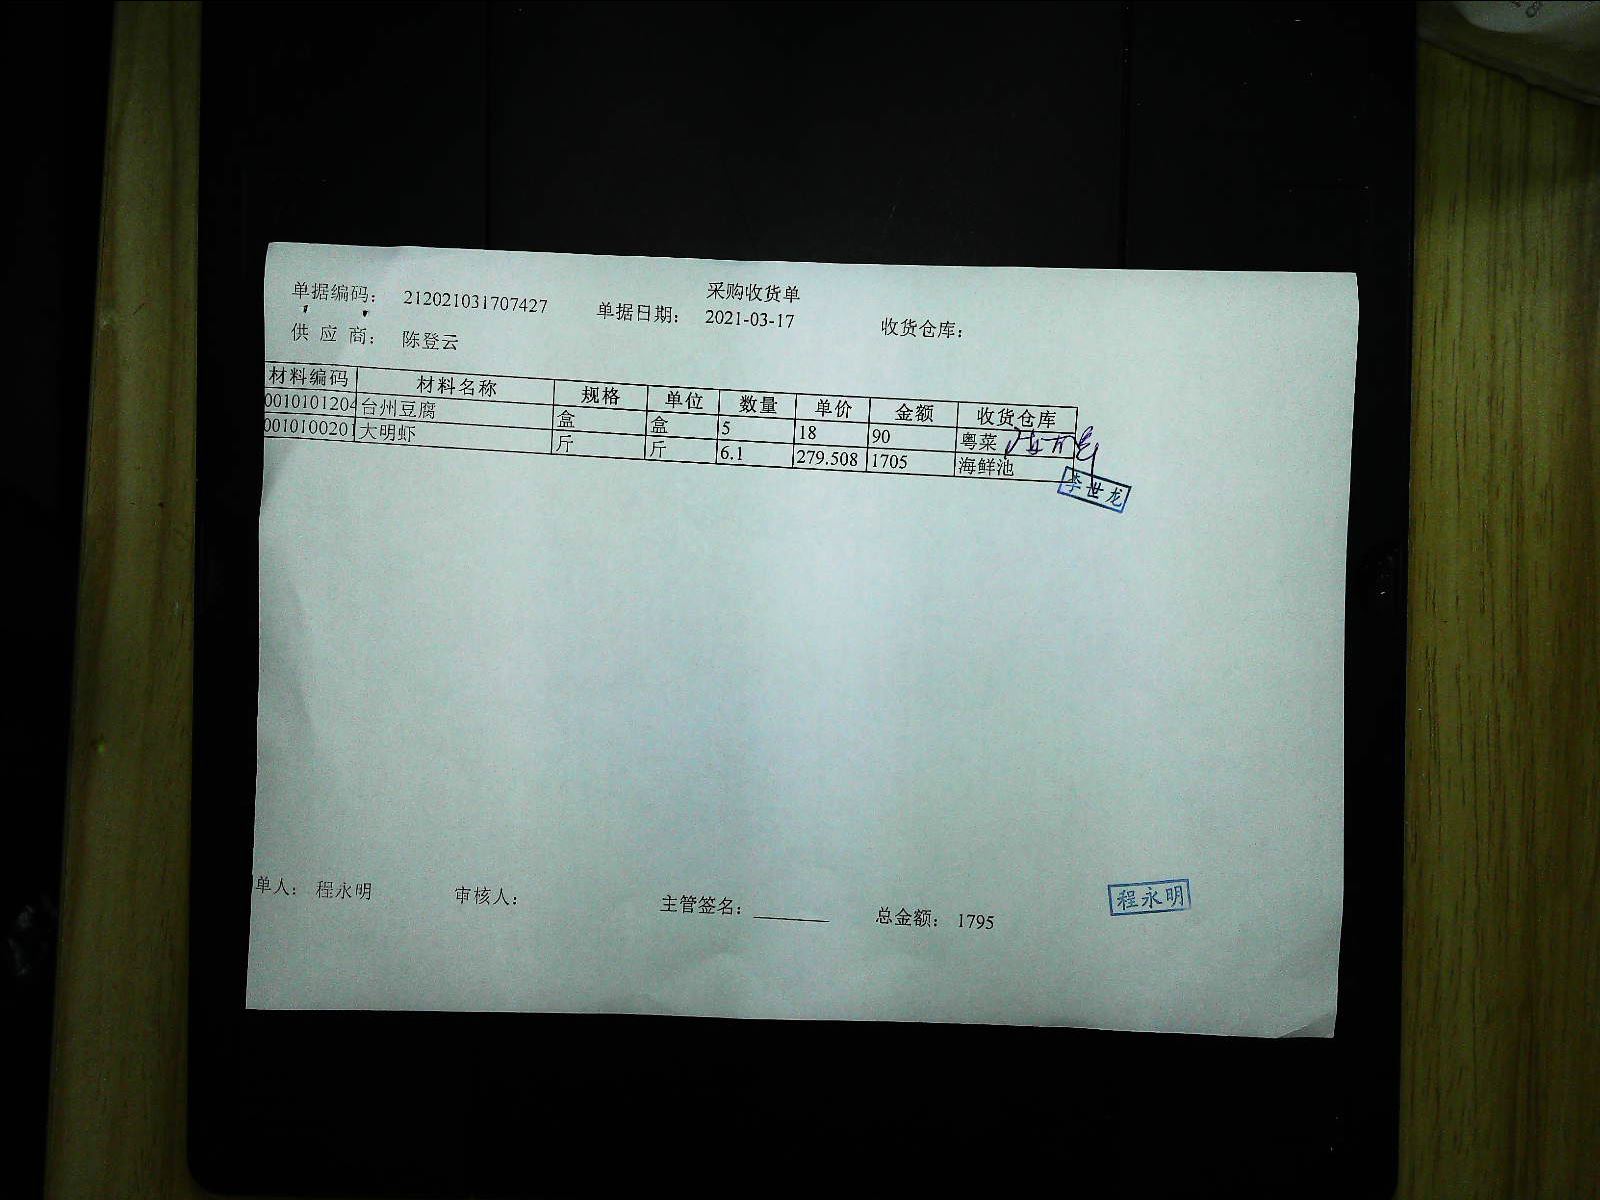 采购收货单
单据编码： 212021031707427 单据日期： 2021-03-17 收货仓库：
供 应 商： 陈登云
材料编码 材料名称 规格 单位 数量 单价 金额 收货仓库
0010101204 台州豆腐 盒 盒 5 18 90 粤菜
001010020 大明虾 斤 斤 6.1 279.508 1705 海鲜池
李世龙
单人： 程永明 审核人： 主管签名： 总金额： 1795
程永明